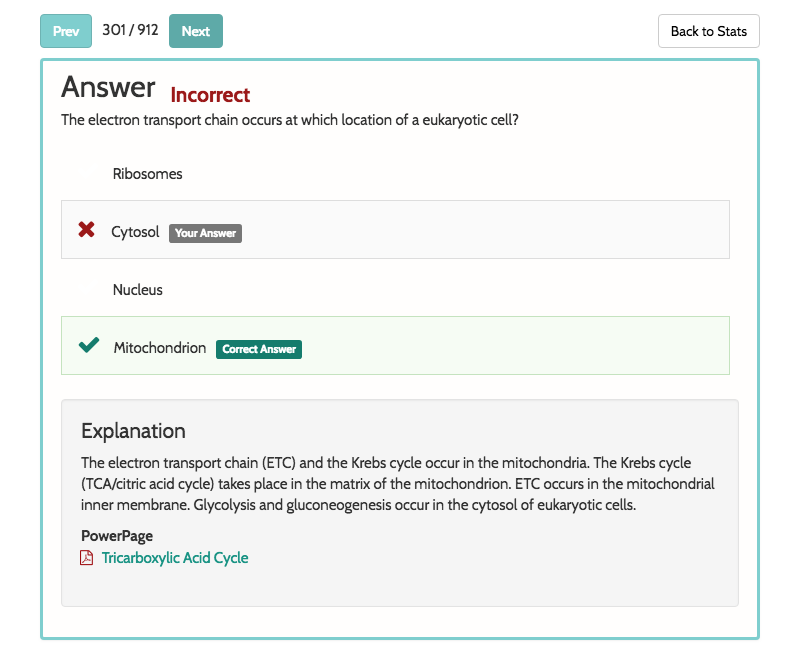 Prev 301 / 912 Next Back to Stats
Answer Incorrect
The electron transport chain occurs at which location of a eukaryotic cell?
Ribosomes
Cytosol Your Answer
Nucleus
Mitochondrion Correct Answer
Explanation
The electron transport chain (ETC) and the Krebs cycle occur in the mitochondria. The Krebs cycle
(TCA/citric acid cycle) takes place in the matrix of the mitochondrion. ETC occurs in the mitochondrial
inner membrane. Glycolysis and gluconeogenesis occur in the cytosol of eukaryotic cells.
PowerPage
Tricarboxylic Acid Cycle